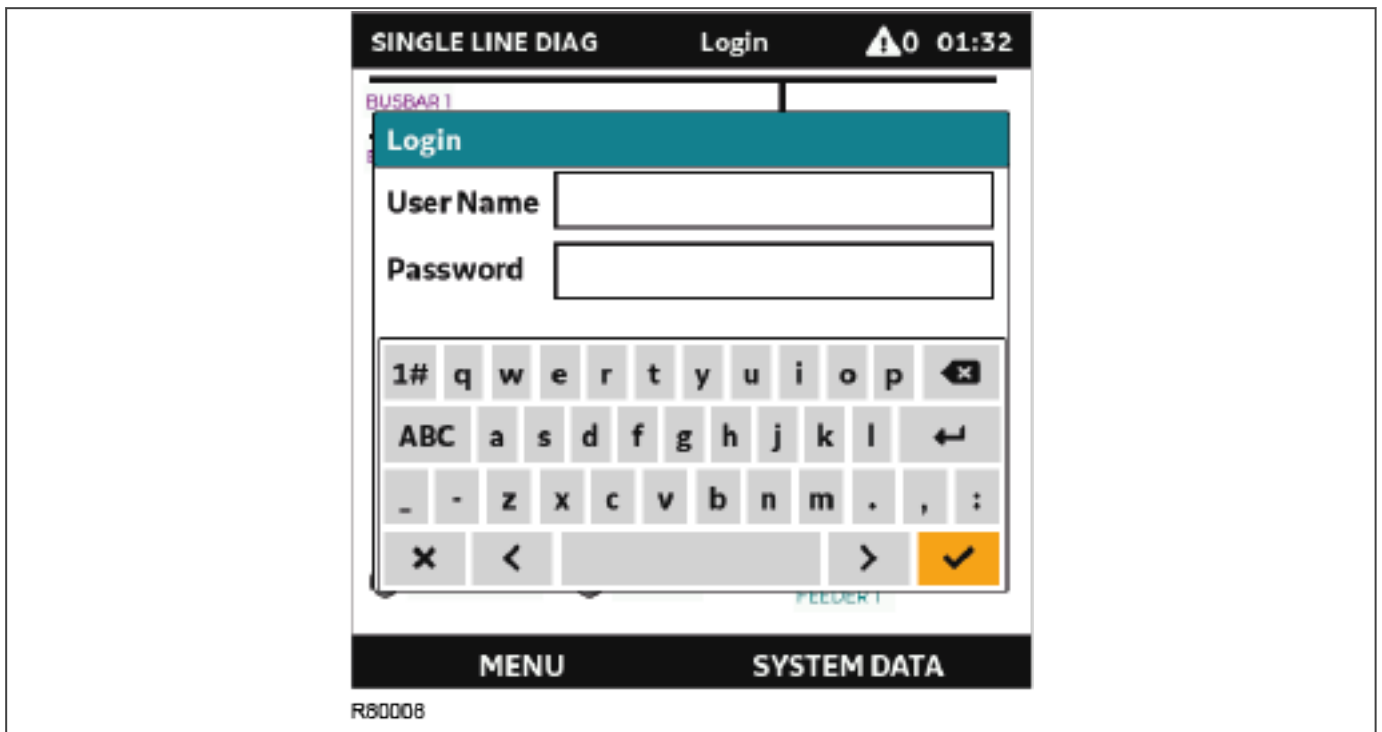 SINGLE LINE DIAG Login 0 01:32
BUSBAR 1
Login
User Name
Password
1# q w e r t y u i o p
ABC a s d f g h j k l
_ - z x c v b n m . , :
FEEDER 1
MENU SYSTEM DATA
R80008